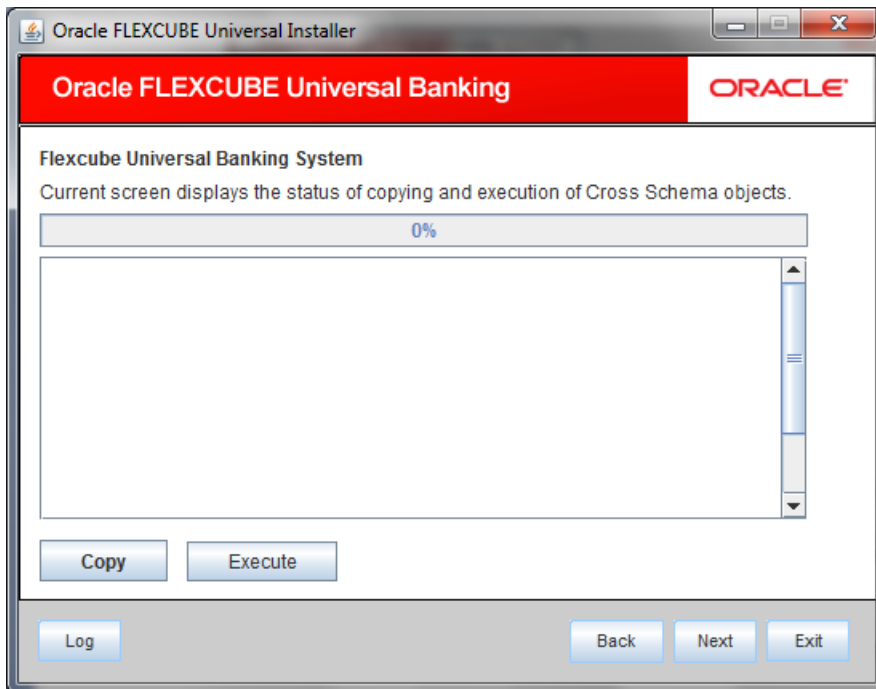 Oracle FLEXCUBE Universal Installer
Oracle FLEXCUBE Universal Banking
ORACLE
Flexcube Universal Banking System
Current screen displays the status of copying and execution of Cross Schema objects.
0%
Copy Execute
Log Back Next Exit